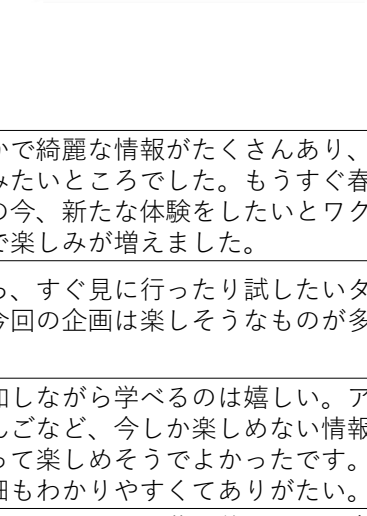 かで綺麗な情報がたくさんあり、
みたいところでした。もうすぐ春
の今、新たな体験をしたいとワク
で楽しみが増えました。
ら、すぐ見に行ったり試したいタ
今回の企画は楽しそうなものが多
加しながら学べるのは嬉しい。ア
んごなど、今しか楽しめない情報
って楽しめそうでよかったです。
細もわかりやすくてありがたい。